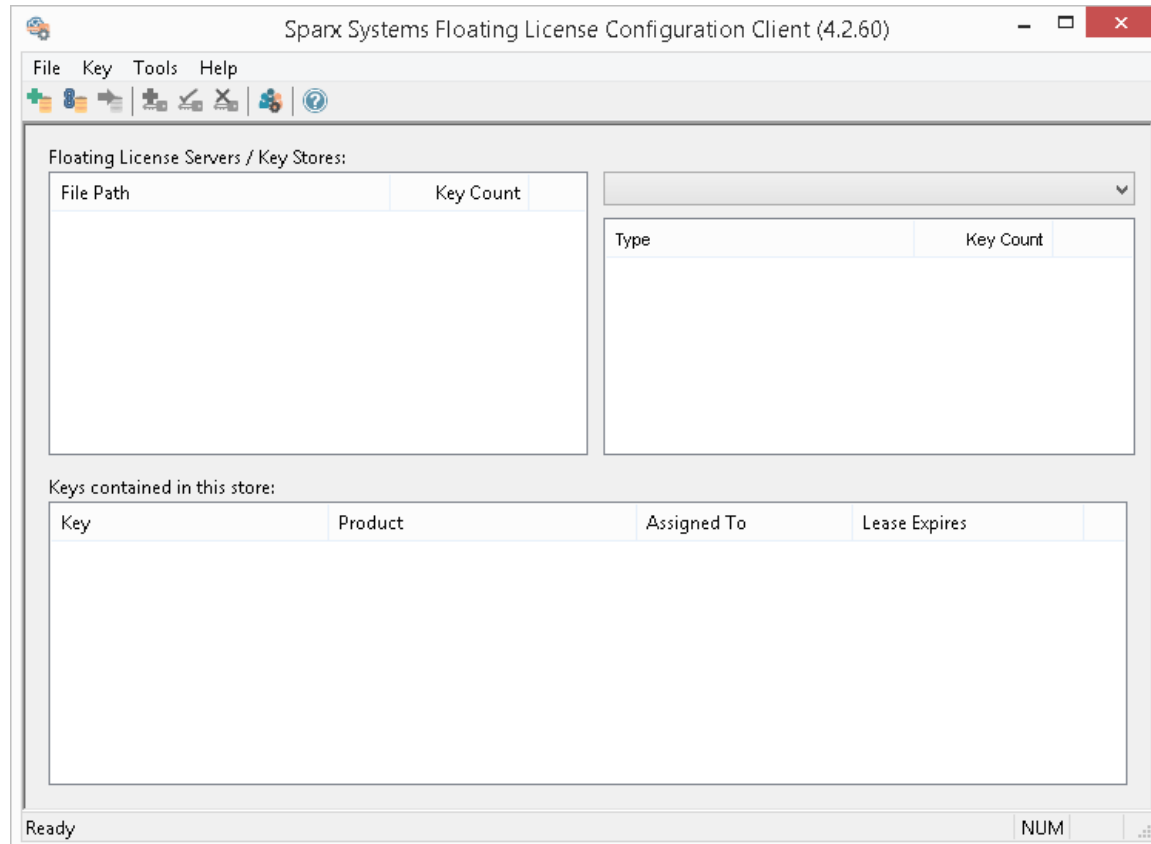 Sparx Systems Floating License Configuration Client (4.2.60)
File Key Tools Help
Floating License Servers / Key Stores:
File Path Key Count
Type Key Count
Keys contained in this store:
Key Product Assigned To Lease Expires
Ready NUM